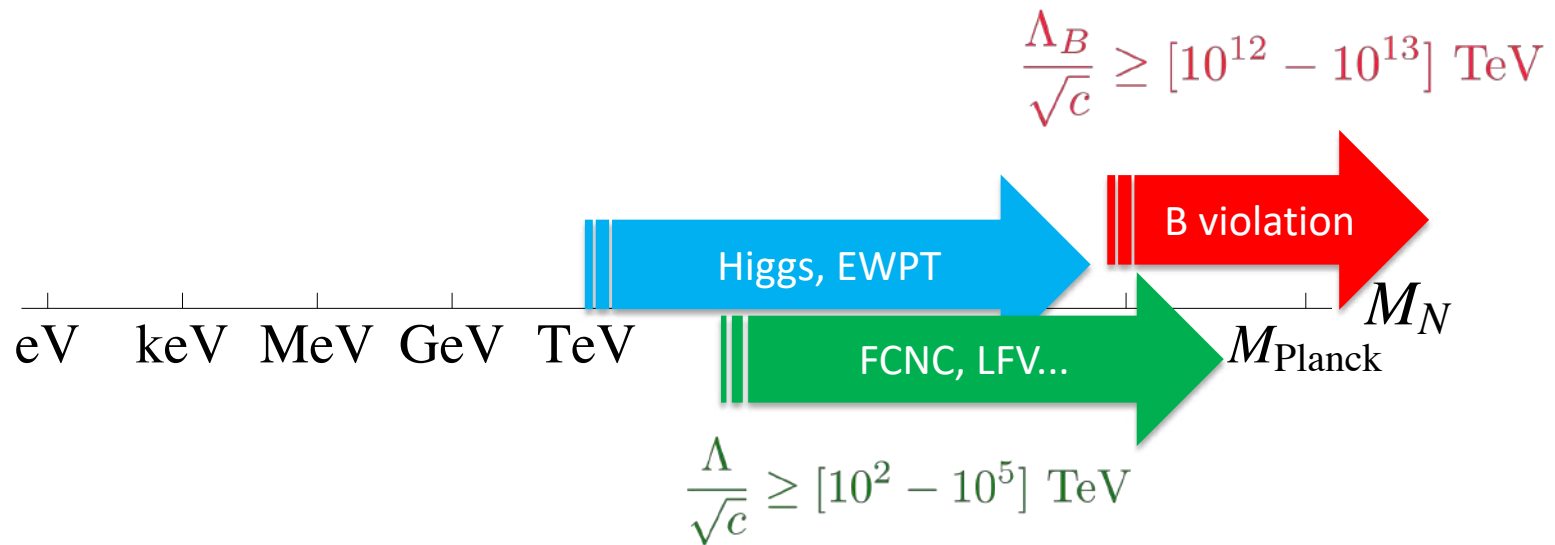 Λ_B/√c ≥ [10^12 − 10^13] TeV
B violation
Higgs, EWPT
M_N
eV keV MeV GeV TeV
M_Planck
FCNC, LFV...
Λ/√c ≥ [10^2 − 10^5] TeV